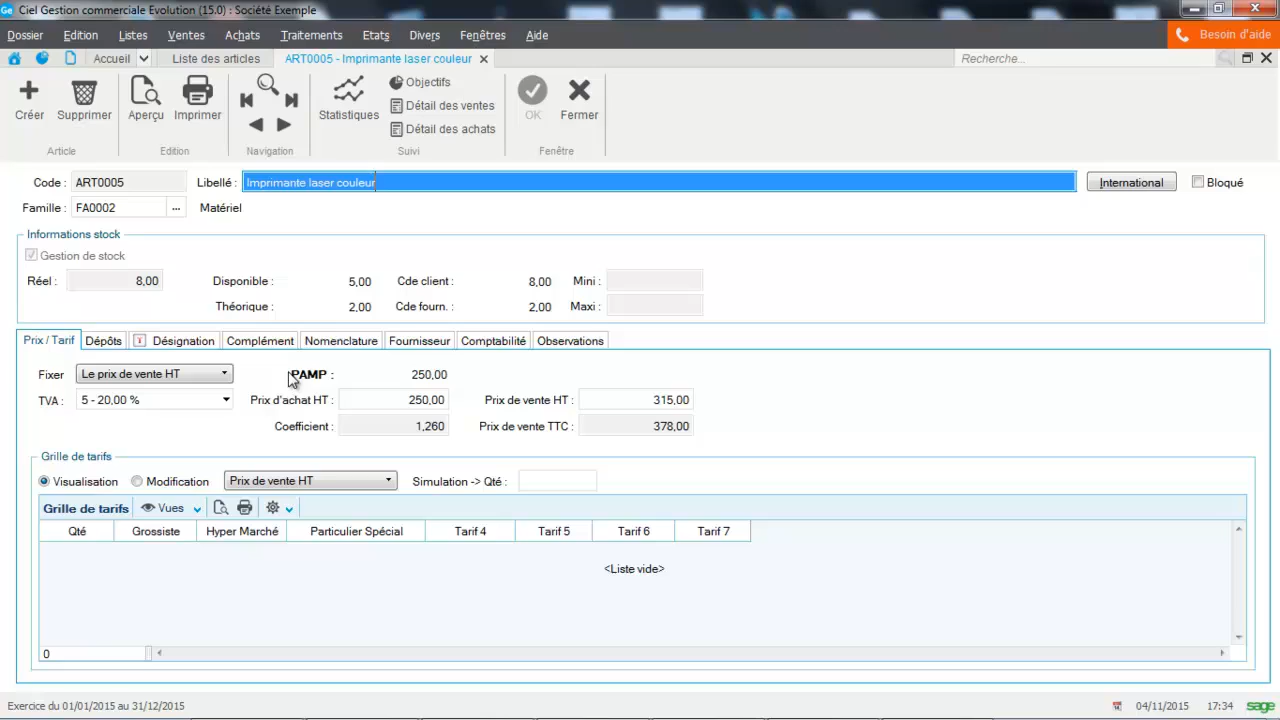 Ge Ciel Gestion commerciale Evolution (15.0) : Société Exemple
Dossier Edition Listes Ventes Achats Traitements Etats Divers Fenêtres Aide Besoin d'aide
Accueil Liste des articles ART0005 - Imprimante laser couleur Recherche...
Créer Supprimer Aperçu Imprimer Statistiques OK Fermer
Objectifs
Détail des ventes
Détail des achats
Article Edition Navigation Suivi Fenêtre
Code : ART0005 Libellé : Imprimante laser couleur International Bloqué
Famille : FA0002 ... Matériel
Informations stock
Gestion de stock
Réel : 8,00 Disponible : 5,00 Cde client : 8,00 Mini :
Théorique : 2,00 Cde fourn. : 2,00 Maxi :
Prix / Tarif Dépôts T Désignation Complément Nomenclature Fournisseur Comptabilité Observations
Fixer Le prix de vente HT PAMP : 250,00
TVA : 5 - 20,00 % Prix d'achat HT : 250,00 Prix de vente HT : 315,00
Coefficient : 1,260 Prix de vente TTC : 378,00
Grille de tarifs
Visualisation Modification Prix de vente HT Simulation -> Qté :
Grille de tarifs Vues
Qté Grossiste Hyper Marché Particulier Spécial Tarif 4 Tarif 5 Tarif 6 Tarif 7
<Liste vide>
0
Exercice du 01/01/2015 au 31/12/2015 04/11/2015 17:34 sage